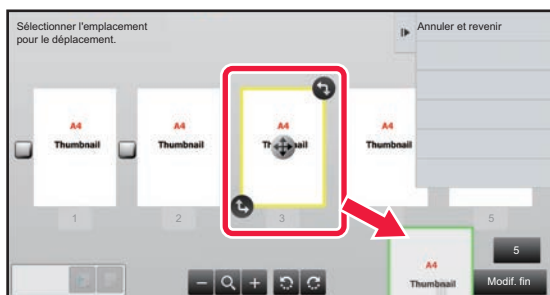 Sélectionner l'emplacement
pour le déplacement.
Annuler et revenir
A4
Thumbnail
A4
Thumbnail
A4
Thumbnail
A4
Thumbnail
1
2
3
5
5
A4
Thumbnail
Modif. fin